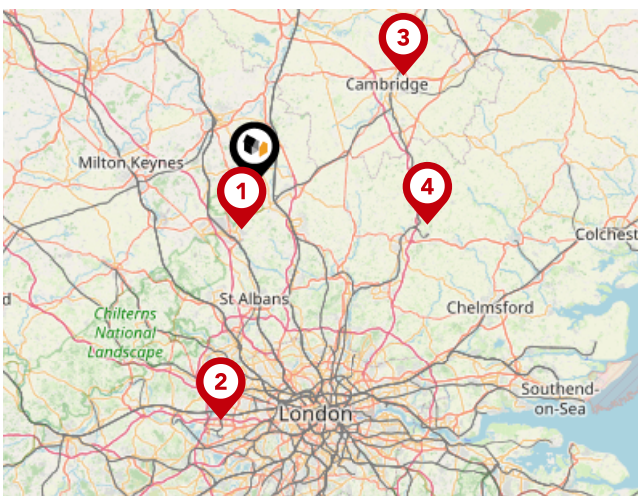 3
Cambridge
Milton Keynes
1
4
Colchest
d
St Albans
Chelmsford
Chilterns
National
Landscape
2
Southend-
on-Sea
London